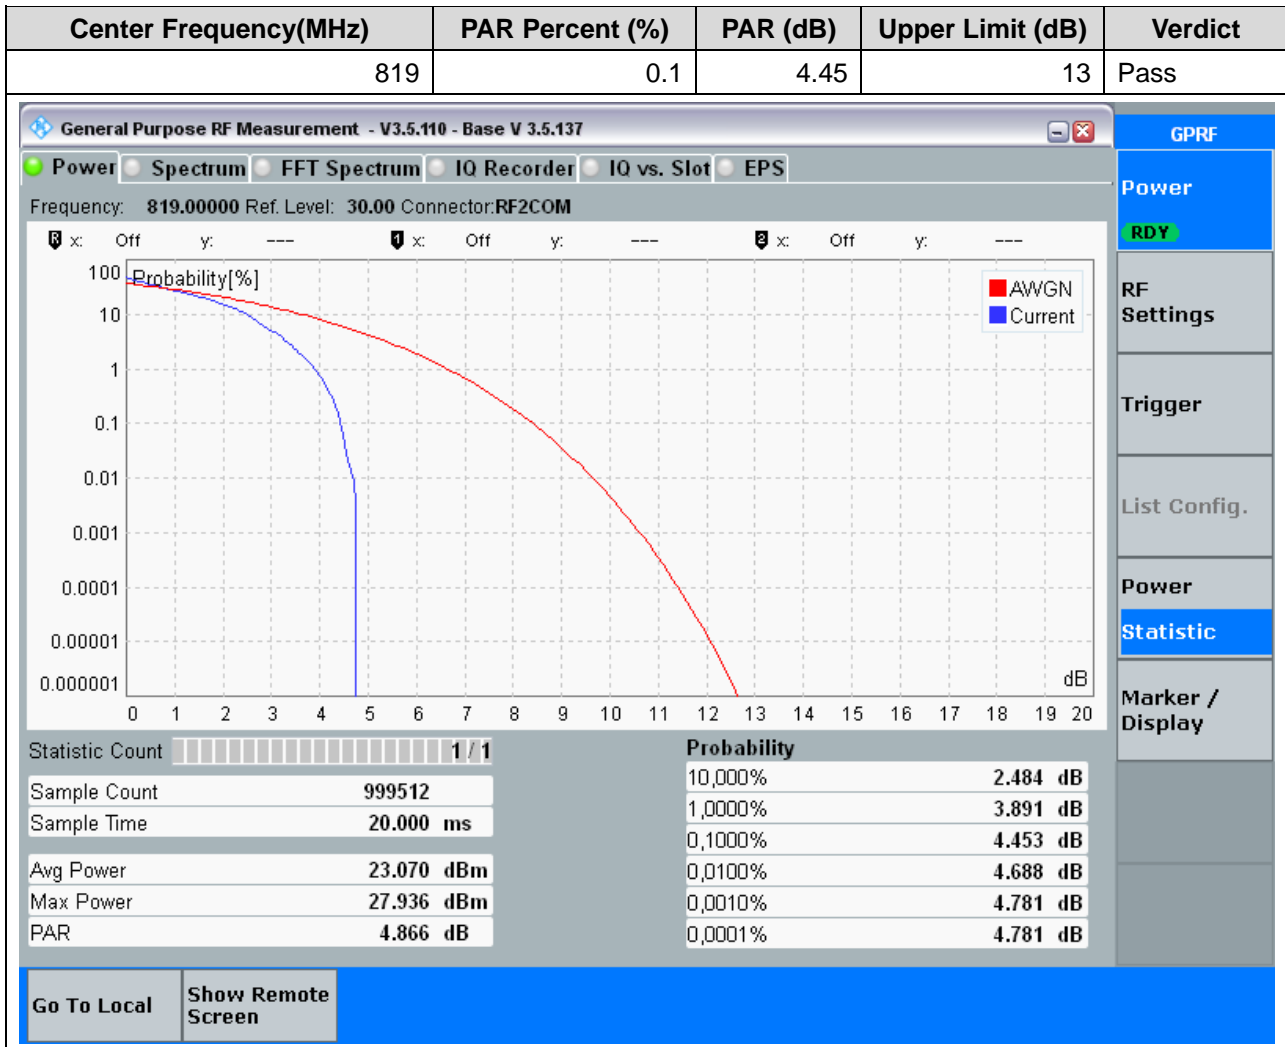 Center Frequency(MHz) PAR Percent (%) PAR (dB) Upper Limit (dB) Verdict
819 0.1 4.45 13 Pass
General Purpose RF Measurement - V3.5.110 - Base V 3.5.137
GPRF
Power Spectrum FFT Spectrum IQ Recorder IQ vs. Slot EPS
Frequency: 819.00000 Ref. Level: 30.00 Connector:RF2COM
R x: Off y: --- 1 x: Off y: --- 2 x: Off y: ---
Probability[%]
AWGN
Current
100
10
1
0.1
0.01
0.001
0.0001
0.00001
0.000001
dB
0 1 2 3 4 5 6 7 8 9 10 11 12 13 14 15 16 17 18 19 20
Statistic Count 1 / 1
Sample Count 999512
Sample Time 20.000 ms
Avg Power 23.070 dBm
Max Power 27.936 dBm
PAR 4.866 dB
Probability
10,000% 2.484 dB
1,0000% 3.891 dB
0,1000% 4.453 dB
0,0100% 4.688 dB
0,0010% 4.781 dB
0,0001% 4.781 dB
Power
RDY
RF
Settings
Trigger
List Config.
Power
Statistic
Marker /
Display
Go To Local
Show Remote
Screen